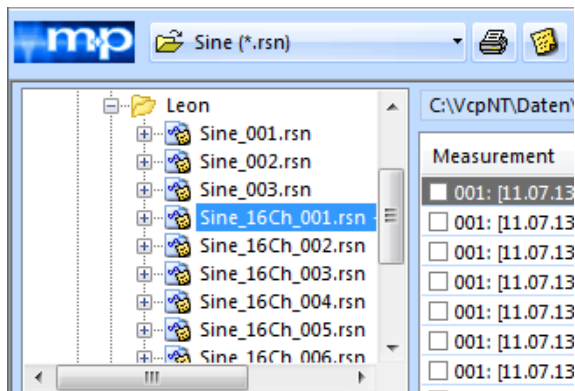 m+p
Sine (*.rsn)
Leon
Sine_001.rsn
Sine_002.rsn
Sine_003.rsn
Sine_16Ch_001.rsn
Sine_16Ch_002.rsn
Sine_16Ch_003.rsn
Sine_16Ch_004.rsn
Sine_16Ch_005.rsn
Sine_16Ch_006.rsn
C:\VcpNT\Daten\
Measurement
001: [11.07.13
001: [11.07.13
001: [11.07.13
001: [11.07.13
001: [11.07.13
001: [11.07.13
001: [11.07.13